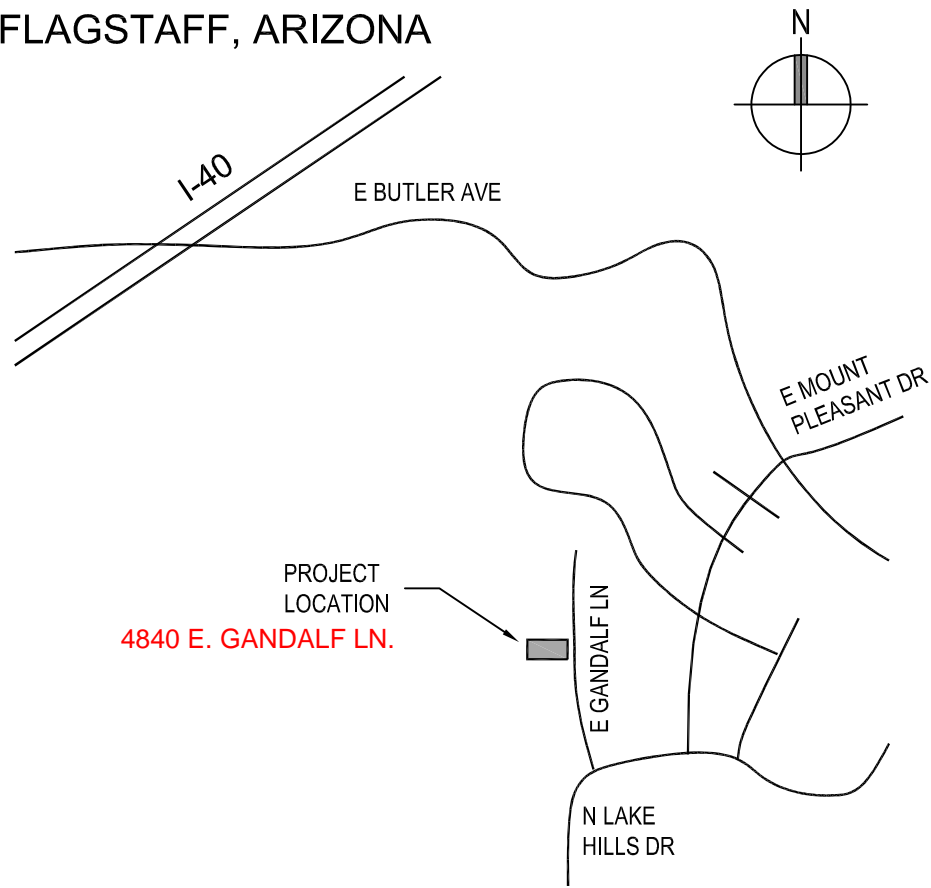 FLAGSTAFF, ARIZONA
N
I-40
E BUTLER AVE
E MOUNT
PLEASANT DR
PROJECT
LOCATION
4840 E. GANDALF LN.
E GANDALF LN
N LAKE
HILLS DR